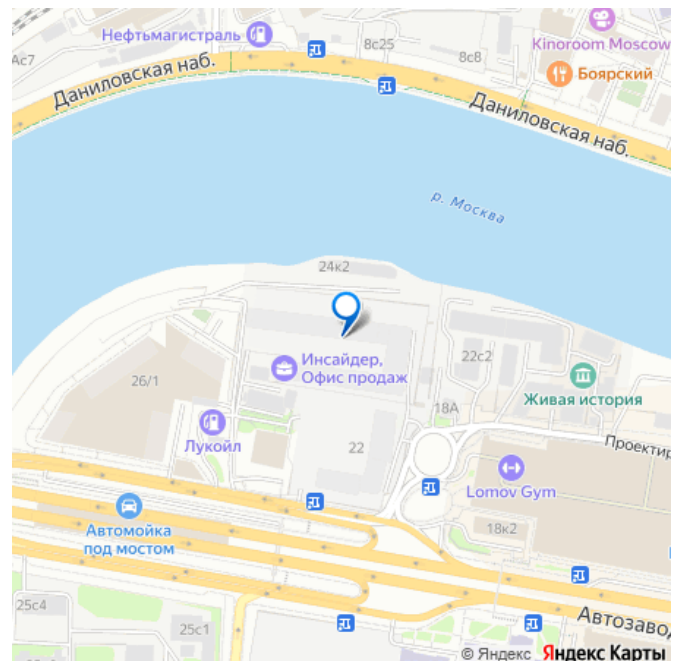 Нефтьмагистраль
Ас7
8с25
8с8
Kinoroom Moscow
Боярский
Даниловская наб.
Даниловская наб.
р. Москва
24к2
Инсайдер,
Офис продаж
22с2
26/1
Живая история
18А
Лукойл
22
Проектир
Lomov Gym
18к2
Автомойка
под мостом
25с4
25с1
Автозавод
© Яндекс Яндекс Карты